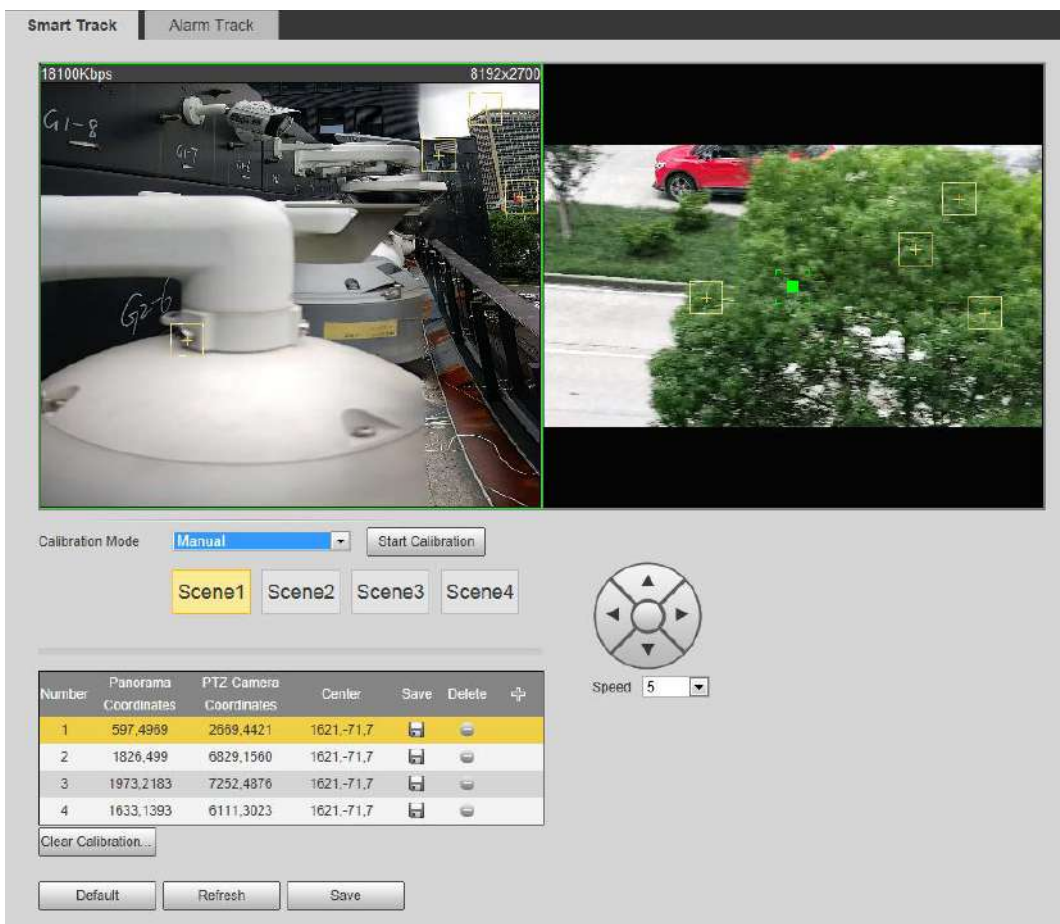 Smart Track Alarm Track
18100Kbps 8192x2700
G1-8
G1-7
G2-6
Calibration Mode Manual Start Calibration
Scene1 Scene2 Scene3 Scene4
Number Panorama Coordinates PTZ Camera Coordinates Center Save Delete
1 597,4969 2669,4421 1621,-71,7
2 1826,499 6829,1560 1621,-71,7
3 1973,2183 7252,4876 1621,-71,7
4 1633,1393 6111,3023 1621,-71,7
Speed 5
Clear Calibration...
Default Refresh Save